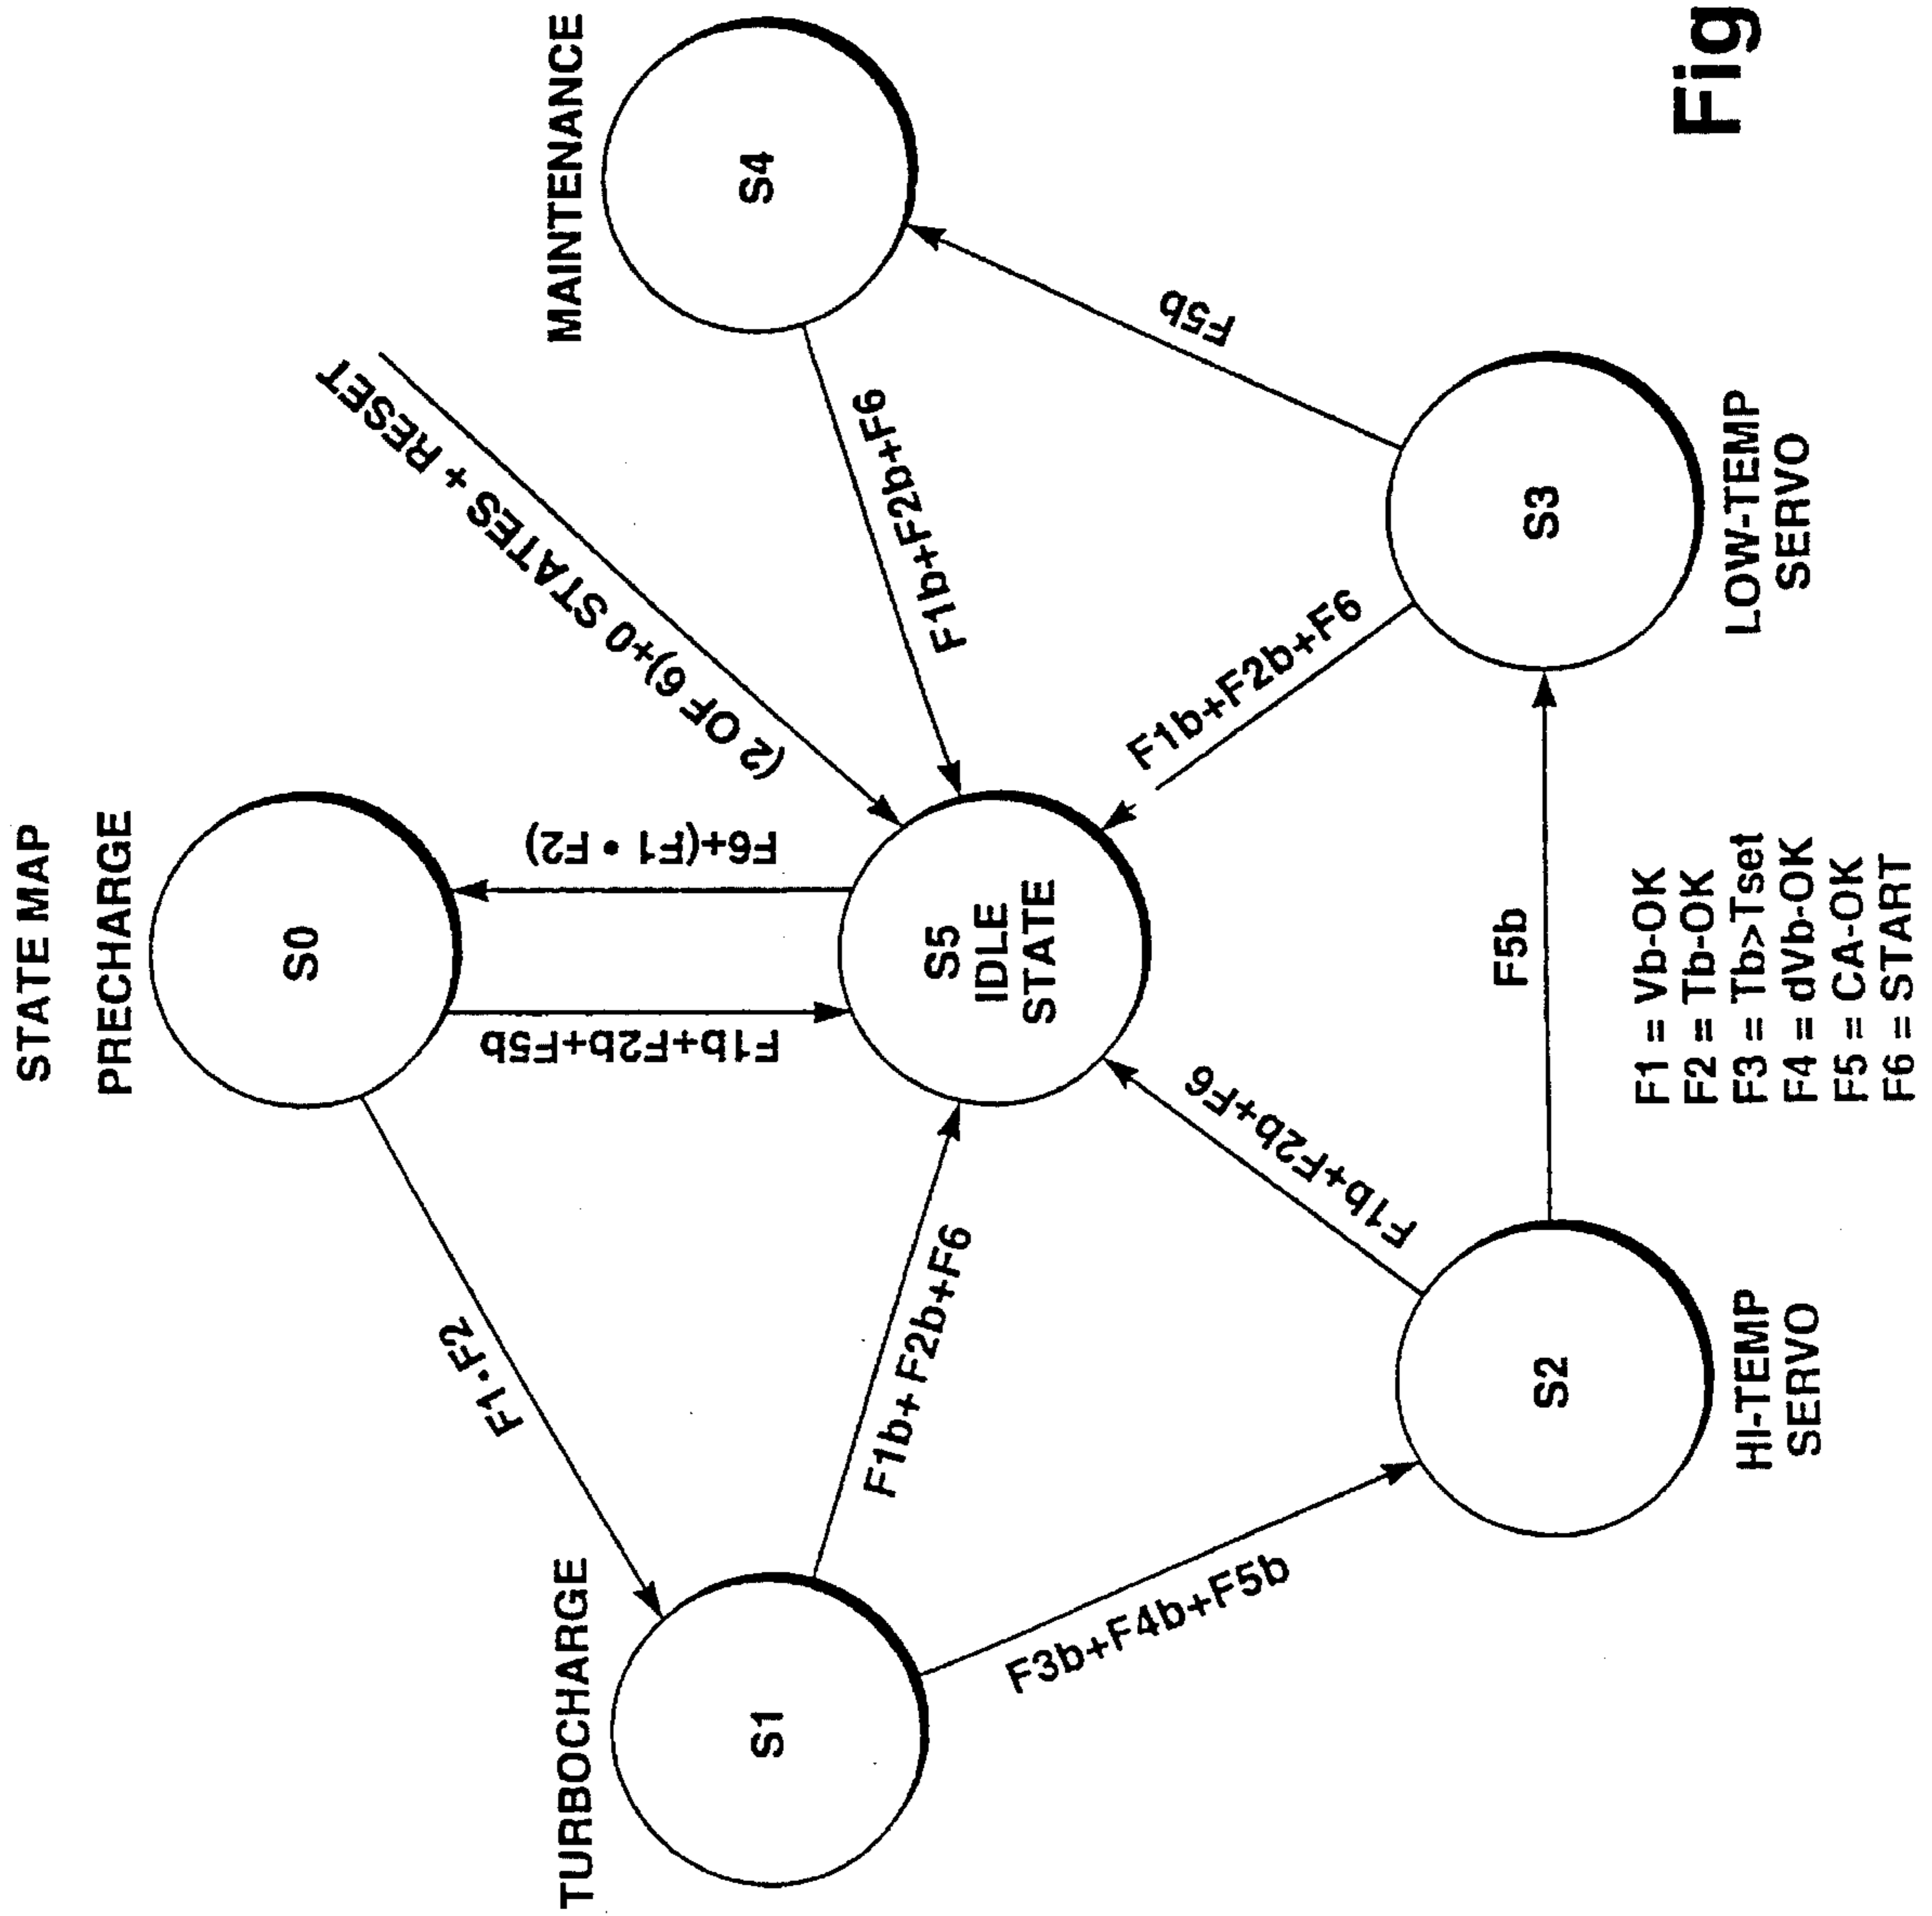 STATE MAP
PRECHARGE
S0
TURBOCHARGE
S1
MAINTENANCE
S4
F1•F2
F1b+F2b+F5b
F6+(F1 • F2)
(2 OF 6)+0 STATES + RESET
F1b+F2b+F6
F1b+F2b+F6
S5
IDLE
STATE
F3b+F4b+F5b
F1b+F2b+F6
F1b+F2b+F6
F5b
S2
HI-TEMP
SERVO
F5b
S3
LOW-TEMP
SERVO
F1 = Vb-OK
F2 = Tb-OK
F3 = Tb>Tset
F4 = dVb-OK
F5 = CA-OK
F6 = START
Fig